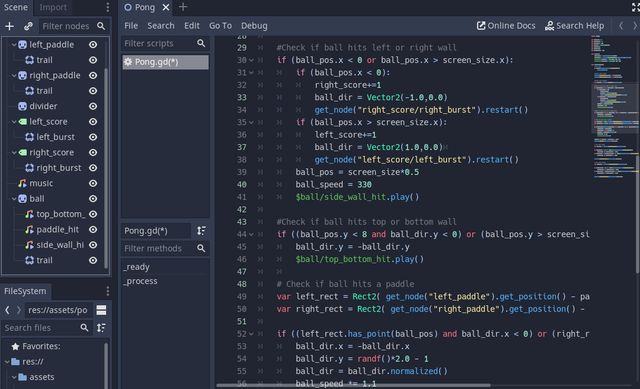 Scene
Import
Filter nodes
left_paddle
trail
right_paddle
trail
divider
left_score
left_burst
right_score
right_burst
music
ball
top_bottom_
paddle_hit
side_wall_hi
trail
FileSystem
res://assets/po
Search files
Favorites:
res://
assets
Pong
File Search Edit Go To Debug
Online Docs Search Help
Filter scripts
Pong.gd(*)
Pong.gd(*)
Filter methods
_ready
_process
28
29 #Check if ball hits left or right wall
30 if (ball_pos.x < 0 or ball_pos.x > screen_size.x):
31 if (ball_pos.x < 0):
32 right_score+=1
33 ball_dir = Vector2(-1.0,0.0)
34 get_node("right_score/right_burst").restart()
35 if (ball_pos.x > screen_size.x):
36 left_score+=1
37 ball_dir = Vector2(1.0,0.0)
38 get_node("left_score/left_burst").restart()
39 ball_pos = screen_size*0.5
40 ball_speed = 330
41 $ball/side_wall_hit.play()
42
43 #Check if ball hits top or bottom wall
44 if ((ball_pos.y < 8 and ball_dir.y < 0) or (ball_pos.y > screen_si
45 ball_dir.y = -ball_dir.y
46 $ball/top_bottom_hit.play()
47
48 # Check if ball hits a paddle
49 var left_rect = Rect2( get_node("left_paddle").get_position() - pa
50 var right_rect = Rect2( get_node("right_paddle").get_position() -
51
52 if ((left_rect.has_point(ball_pos) and ball_dir.x < 0) or (right_r
53 ball_dir.x = -ball_dir.x
54 ball_dir.y = randf()*2.0 - 1
55 ball_dir = ball_dir.normalized()
56 ball_speed *= 1.1